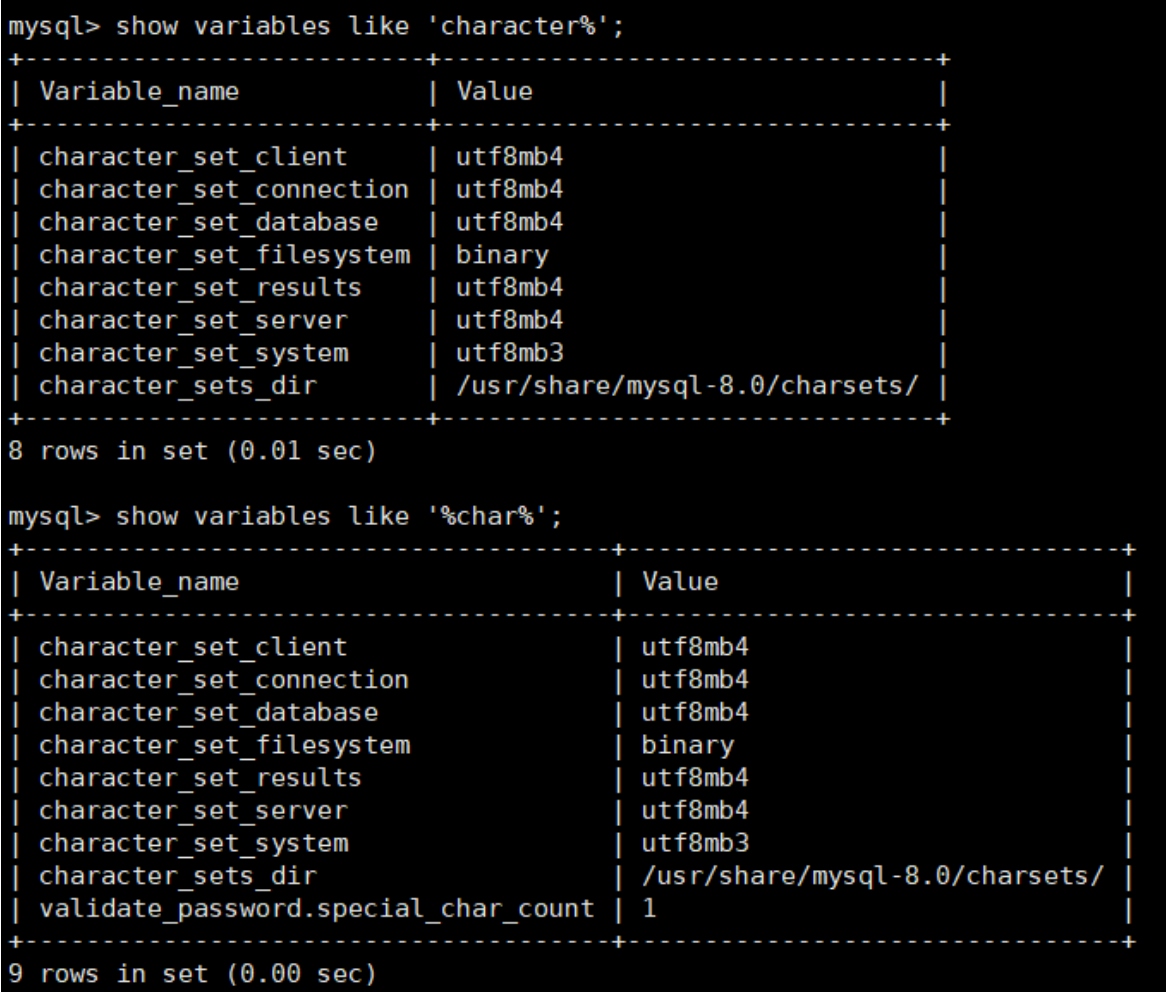 mysql> show variables like 'character%';
+--------------------------+--------------------------------+
| Variable_name            | Value                          |
+--------------------------+--------------------------------+
| character_set_client     | utf8mb4                        |
| character_set_connection | utf8mb4                        |
| character_set_database   | utf8mb4                        |
| character_set_filesystem | binary                         |
| character_set_results    | utf8mb4                        |
| character_set_server     | utf8mb4                        |
| character_set_system     | utf8mb3                        |
| character_sets_dir       | /usr/share/mysql-8.0/charsets/ |
+--------------------------+--------------------------------+
8 rows in set (0.01 sec)

mysql> show variables like '%char%';
+--------------------------------------+--------------------------------+
| Variable_name                        | Value                          |
+--------------------------------------+--------------------------------+
| character_set_client                 | utf8mb4                        |
| character_set_connection             | utf8mb4                        |
| character_set_database               | utf8mb4                        |
| character_set_filesystem             | binary                         |
| character_set_results                | utf8mb4                        |
| character_set_server                 | utf8mb4                        |
| character_set_system                 | utf8mb3                        |
| character_sets_dir                   | /usr/share/mysql-8.0/charsets/ |
| validate_password.special_char_count | 1                              |
+--------------------------------------+--------------------------------+
9 rows in set (0.00 sec)